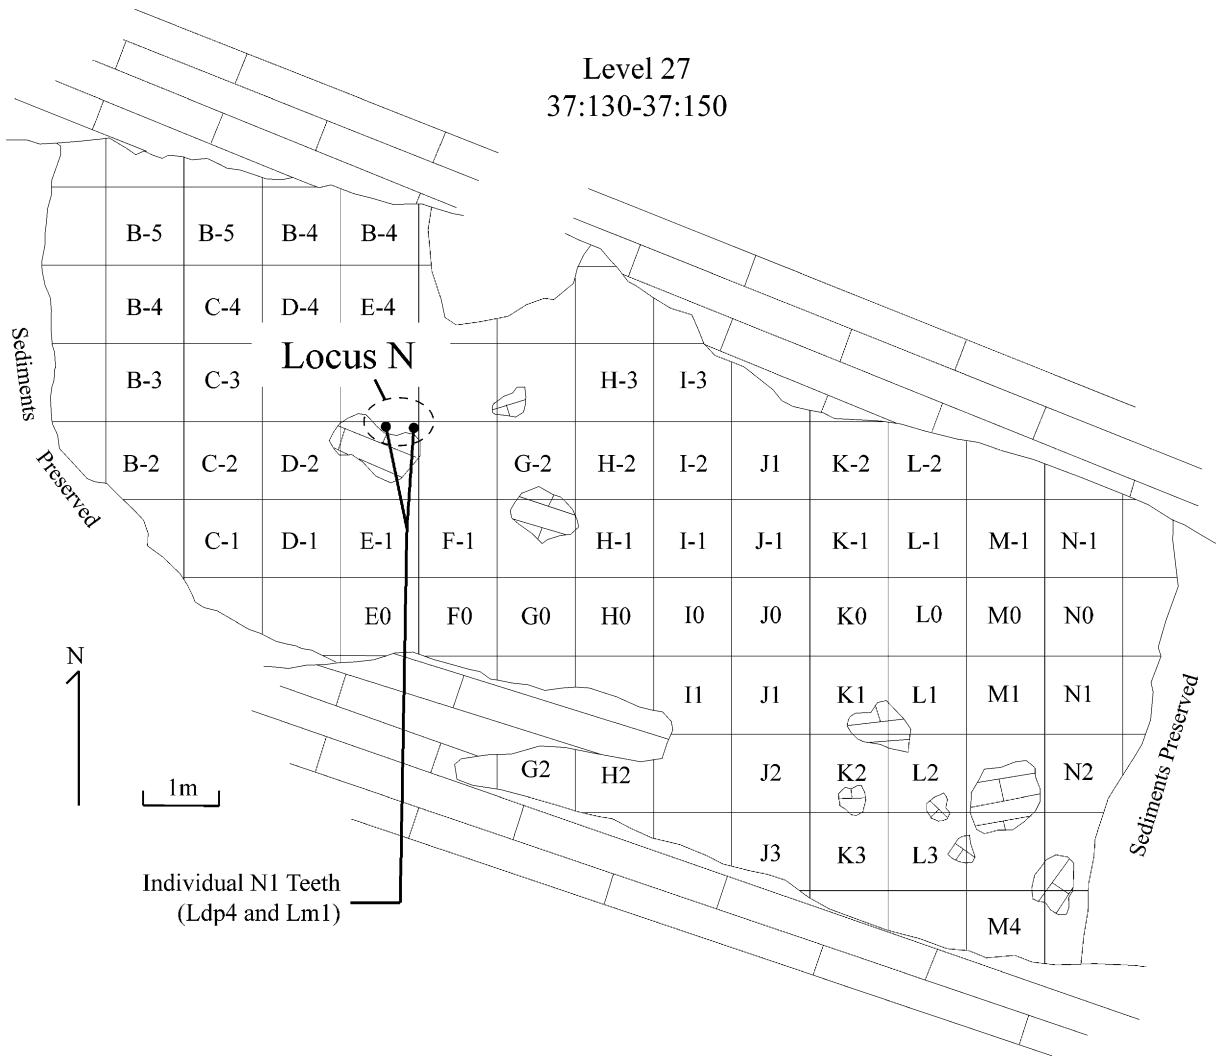 Level 27
37:130-37:150
B-5 B-5 B-4 B-4
B-4 C-4 D-4 E-4
Locus N
B-3 C-3 H-3 I-3
B-2 C-2 D-2 G-2 H-2 I-2 J1 K-2 L-2
C-1 D-1 E-1 F-1 H-1 I-1 J-1 K-1 L-1 M-1 N-1
E0 F0 G0 H0 I0 J0 K0 L0 M0 N0
I1 J1 K1 L1 M1 N1
G2 H2 J2 K2 L2 N2
J3 K3 L3
M4
Sediments
Preserved
Sediments Preserved
N
1m
Individual N1 Teeth
(Ldp4 and Lm1)